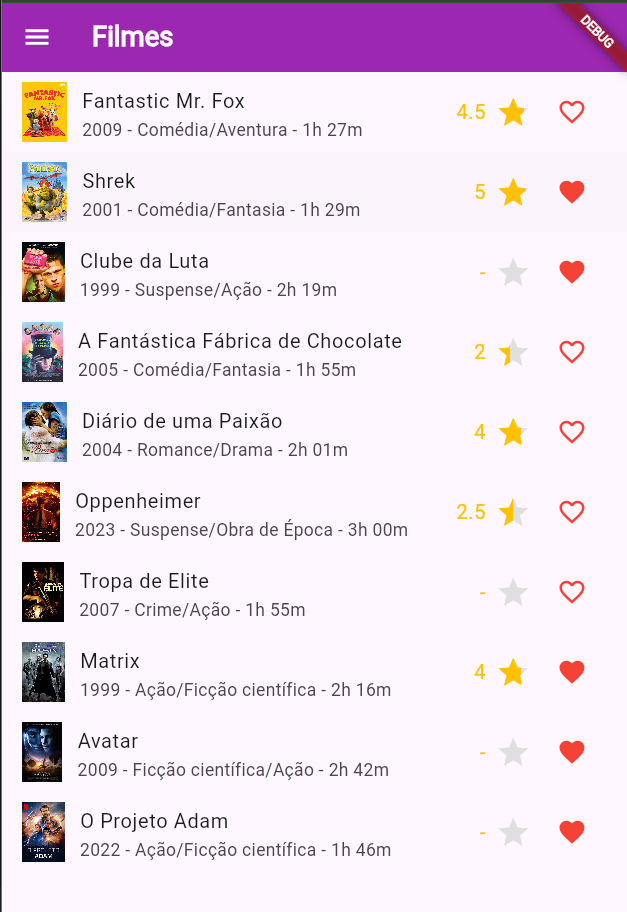 Filmes
DEBUG
FANTASTIC
MR. FOX
Fantastic Mr. Fox
4.5
2009 - Comédia/Aventura - 1h 27m
Shrek
5
2001 - Comédia/Fantasia - 1h 29m
Clube da Luta
-
1999 - Suspense/Ação - 2h 19m
A Fantástica Fábrica de Chocolate
2
2005 - Comédia/Fantasia - 1h 55m
Diário de uma Paixão
4
2004 - Romance/Drama - 2h 01m
Oppenheimer
2.5
2023 - Suspense/Obra de Época - 3h 00m
Tropa de Elite
-
2007 - Crime/Ação - 1h 55m
Matrix
4
1999 - Ação/Ficção científica - 2h 16m
Avatar
-
2009 - Ficção científica/Ação - 2h 42m
O Projeto Adam
-
2022 - Ação/Ficção científica - 1h 46m
O PROJETO
ADAM